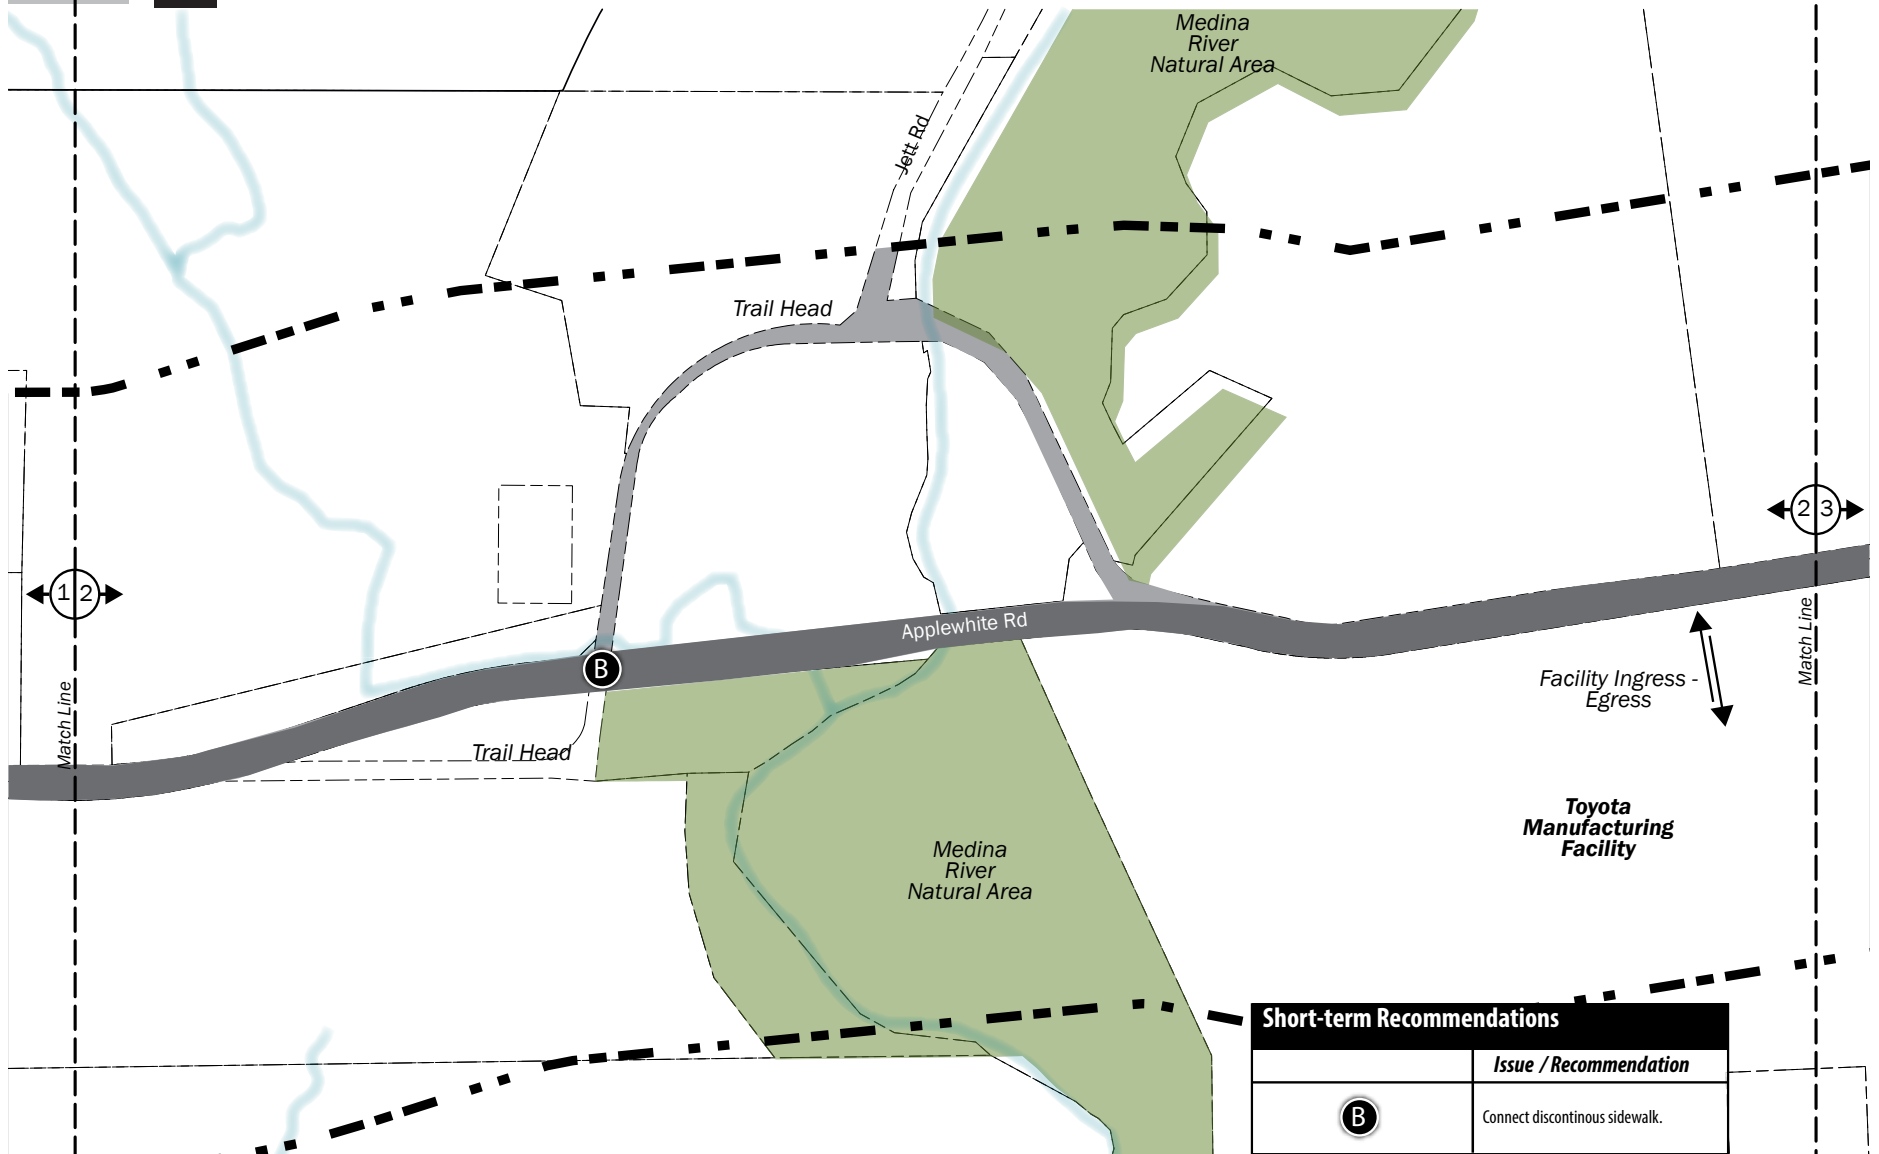 Medina
River
Natural Area
Jett Rd
Trail Head
2 3
1 2
Applewhite Rd
Match Line
Match Line
Facility Ingress -
Egress
Trail Head
Toyota
Manufacturing
Facility
Medina
River
Natural Area
B
Short-term Recommendations
Issue / Recommendation
B
Connect discontinous sidewalk.